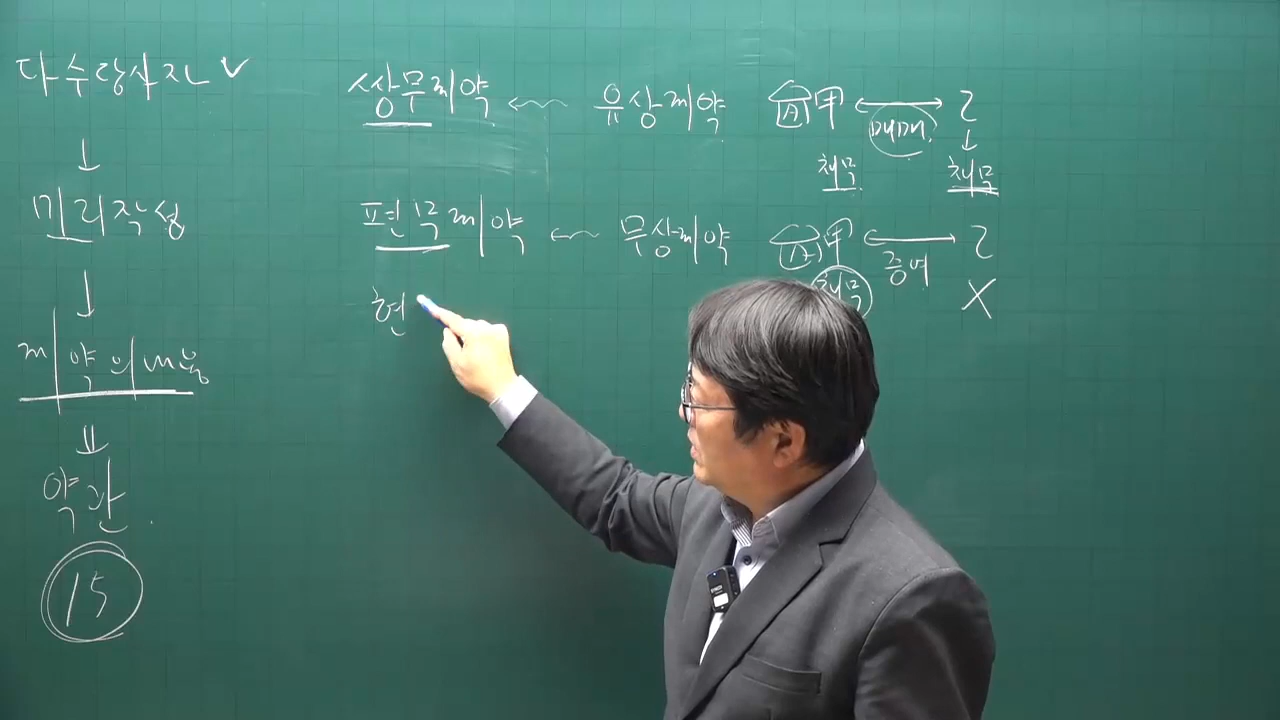 다수당사자 ✓
↓
미리작성
↓
계약의내용
⇓
약관
15
쌍무계약 ← 유상계약 甲 ↔ 乙
매매
↓
채무 채무
편무계약 ← 무상계약 甲 ↔ 乙
증여
채무 X
현